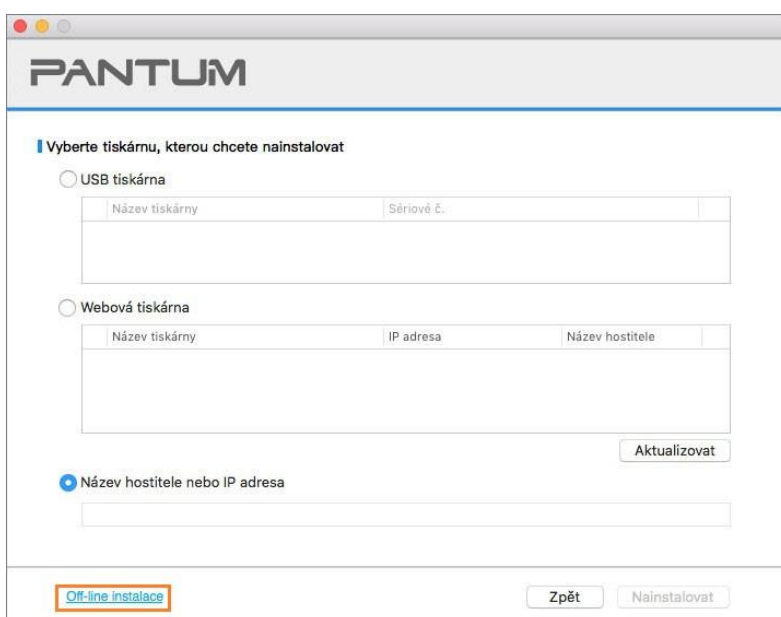 PANTUM
Vyberte tiskárnu, kterou chcete nainstalovat
USB tiskárna
Název tiskárny Sériové č.
Webová tiskárna
Název tiskárny IP adresa Název hostitele
Aktualizovat
Název hostitele nebo IP adresa
Off-line instalace Zpět Nainstalovat